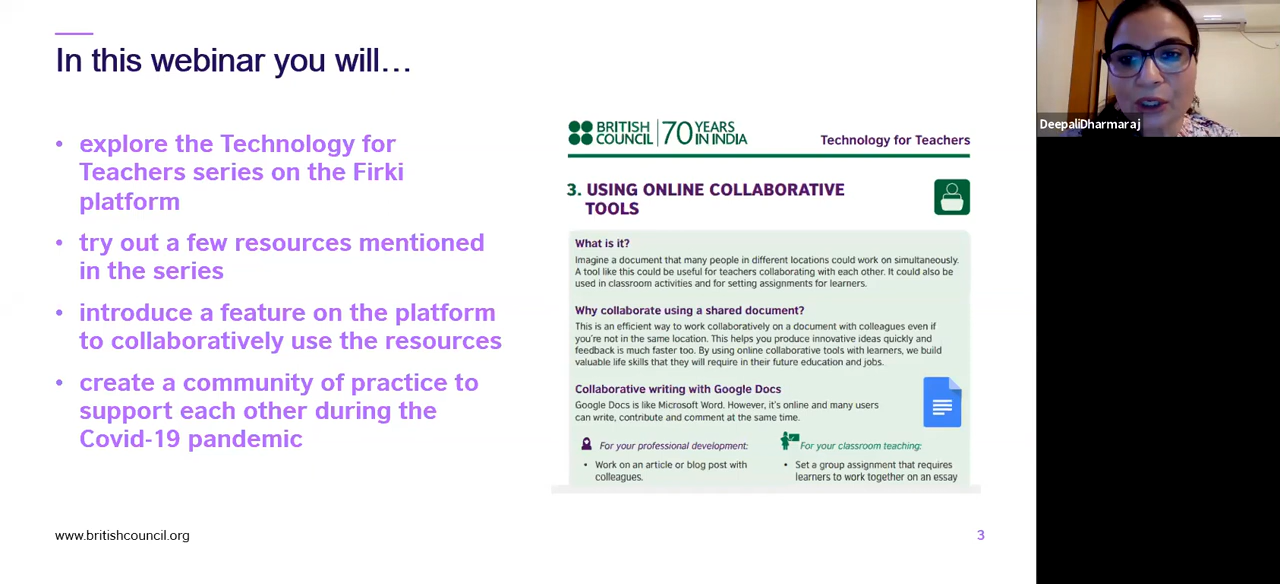 In this webinar you will…
• explore the Technology for
Teachers series on the Firki
platform
• try out a few resources mentioned
in the series
• introduce a feature on the platform
to collaboratively use the resources
• create a community of practice to
support each other during the
Covid-19 pandemic
www.britishcouncil.org
BRITISH
COUNCIL
70 YEARS
IN INDIA
Technology for Teachers
3. USING ONLINE COLLABORATIVE
TOOLS
What is it?
Imagine a document that many people in different locations could work on simultaneously.
A tool like this could be useful for teachers collaborating with each other. It could also be
used in classroom activities and for setting assignments for learners.
Why collaborate using a shared document?
This is an efficient way to work collaboratively on a document with colleagues even if
you're not in the same location. This helps you produce innovative ideas quickly and
feedback is much faster too. By using online collaborative tools with learners, we build
valuable life skills that they will require in their future education and jobs.
Collaborative writing with Google Docs
Google Docs is like Microsoft Word. However, it's online and many users
can write, contribute and comment at the same time.
For your professional development:
• Work on an article or blog post with
colleagues.
For your classroom teaching:
• Set a group assignment that requires
learners to work together on an essay
3
DeepaliDharmaraj